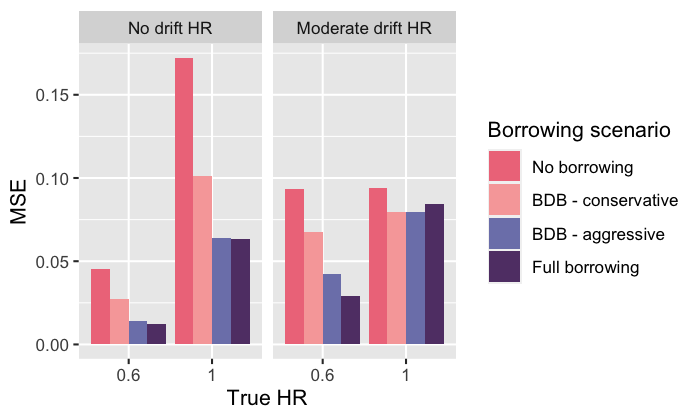 No drift HR
Moderate drift HR
MSE
0.15
0.10
0.05
0.00
0.6
1
0.6
1
True HR
Borrowing scenario
No borrowing
BDB - conservative
BDB - aggressive
Full borrowing